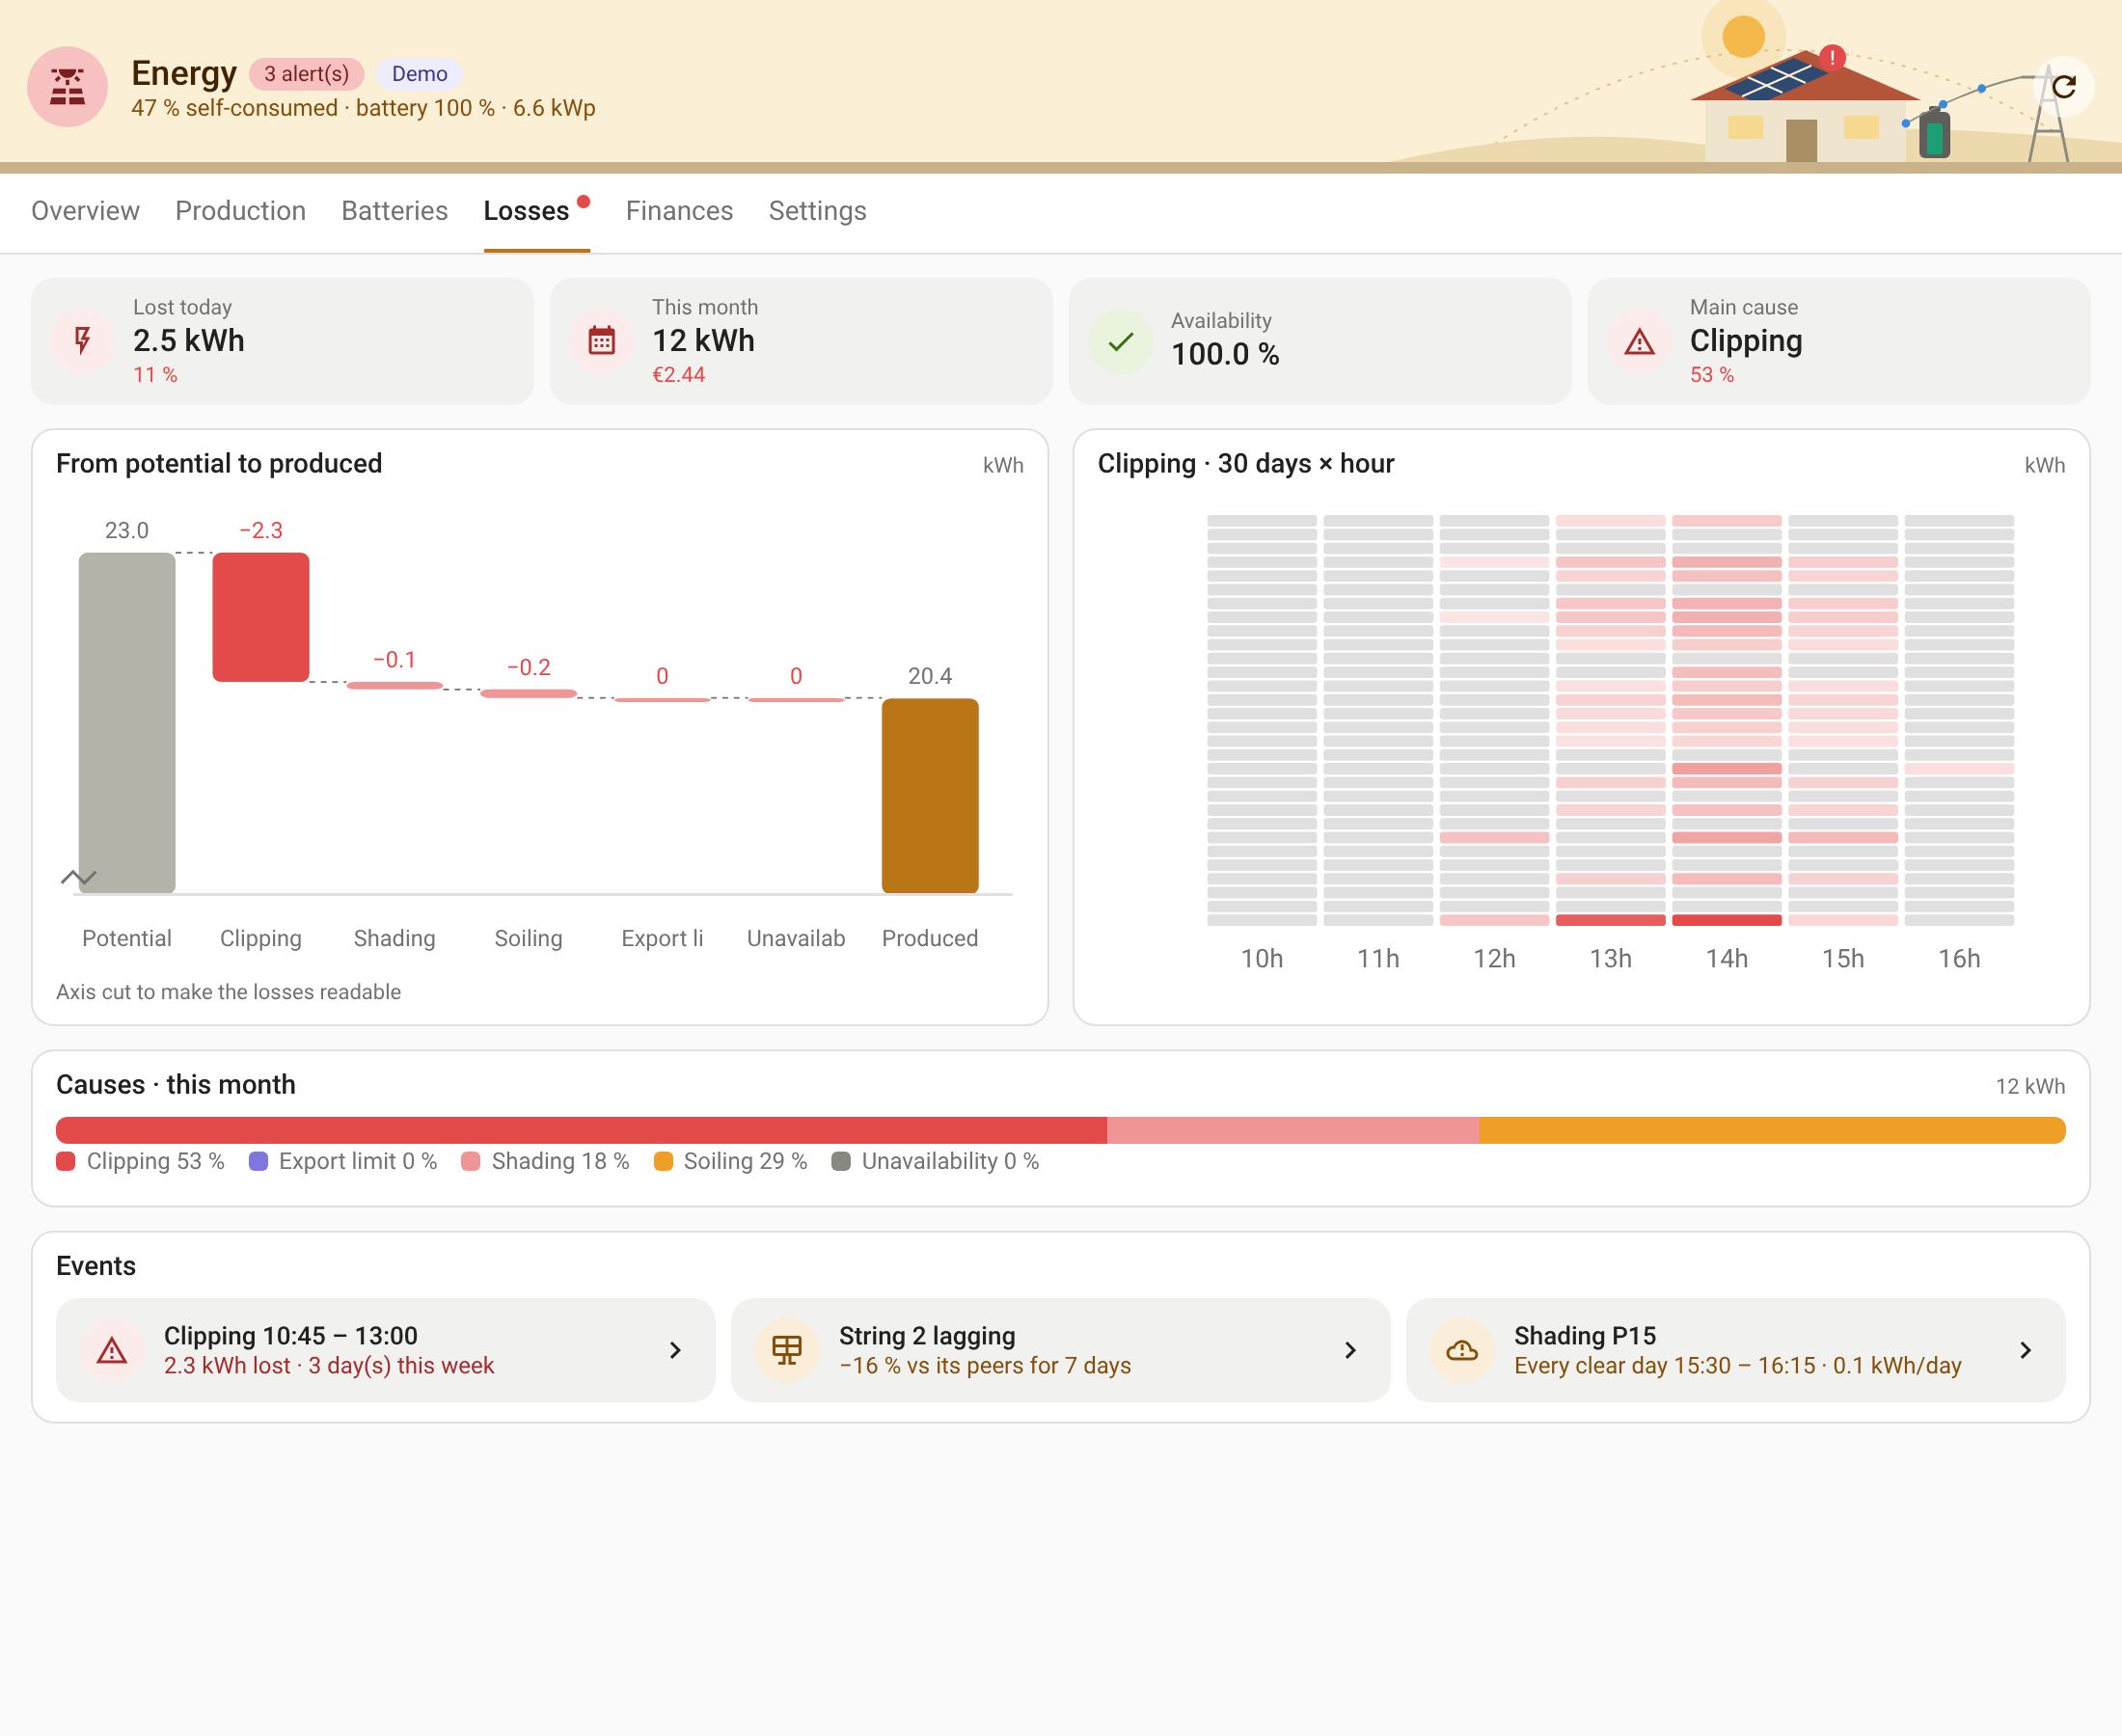 Energy 3 alert(s) Demo
47 % self-consumed · battery 100 % · 6.6 kWp
!
Overview Production Batteries Losses Finances Settings
Lost today
2.5 kWh
11 %
This month
12 kWh
€2.44
Availability
100.0 %
Main cause
Clipping
53 %
From potential to produced kWh
23.0 −2.3 −0.1 −0.2 0 0 20.4
Potential Clipping Shading Soiling Export li Unavailab Produced
Axis cut to make the losses readable
Clipping · 30 days × hour kWh
10h 11h 12h 13h 14h 15h 16h
Causes · this month 12 kWh
Clipping 53 % Export limit 0 % Shading 18 % Soiling 29 % Unavailability 0 %
Events
Clipping 10:45 – 13:00
2.3 kWh lost · 3 day(s) this week
String 2 lagging
−16 % vs its peers for 7 days
Shading P15
Every clear day 15:30 – 16:15 · 0.1 kWh/day